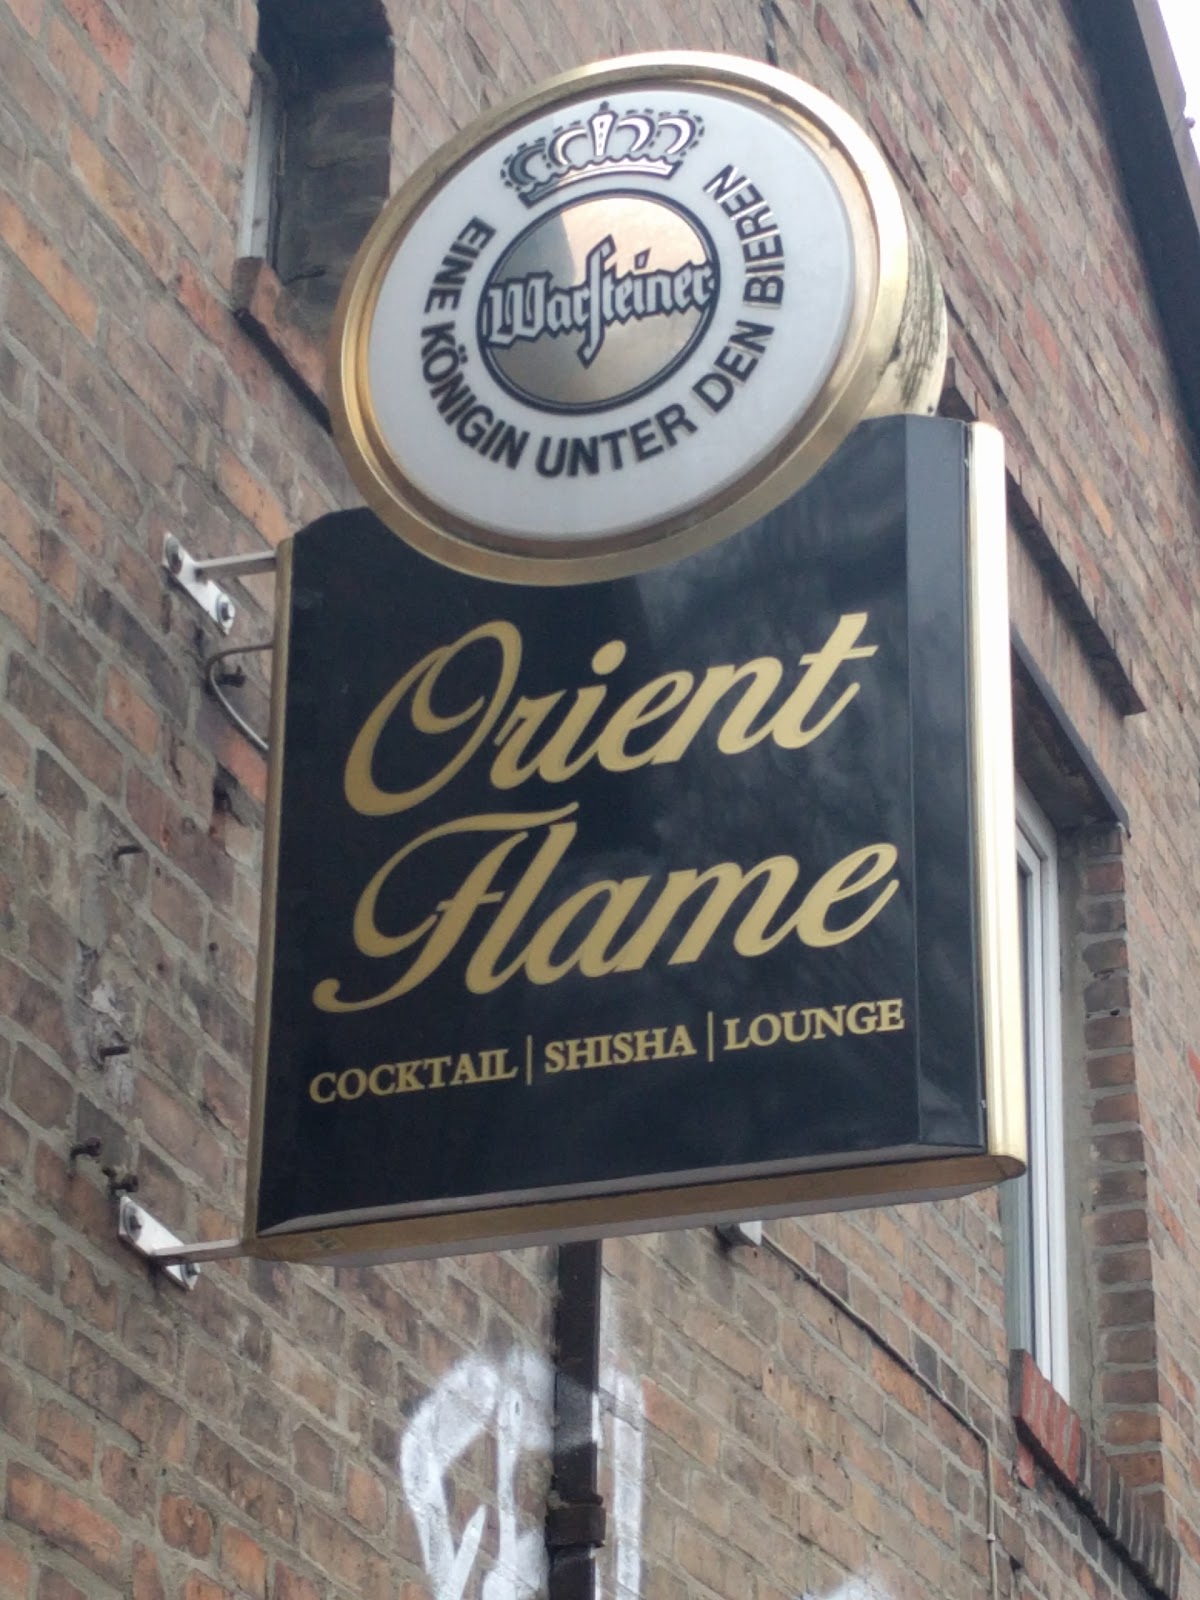 EINE KÖNIGIN UNTER DEN BIEREN
Warsteiner
Orient
Flame
COCKTAIL | SHISHA | LOUNGE